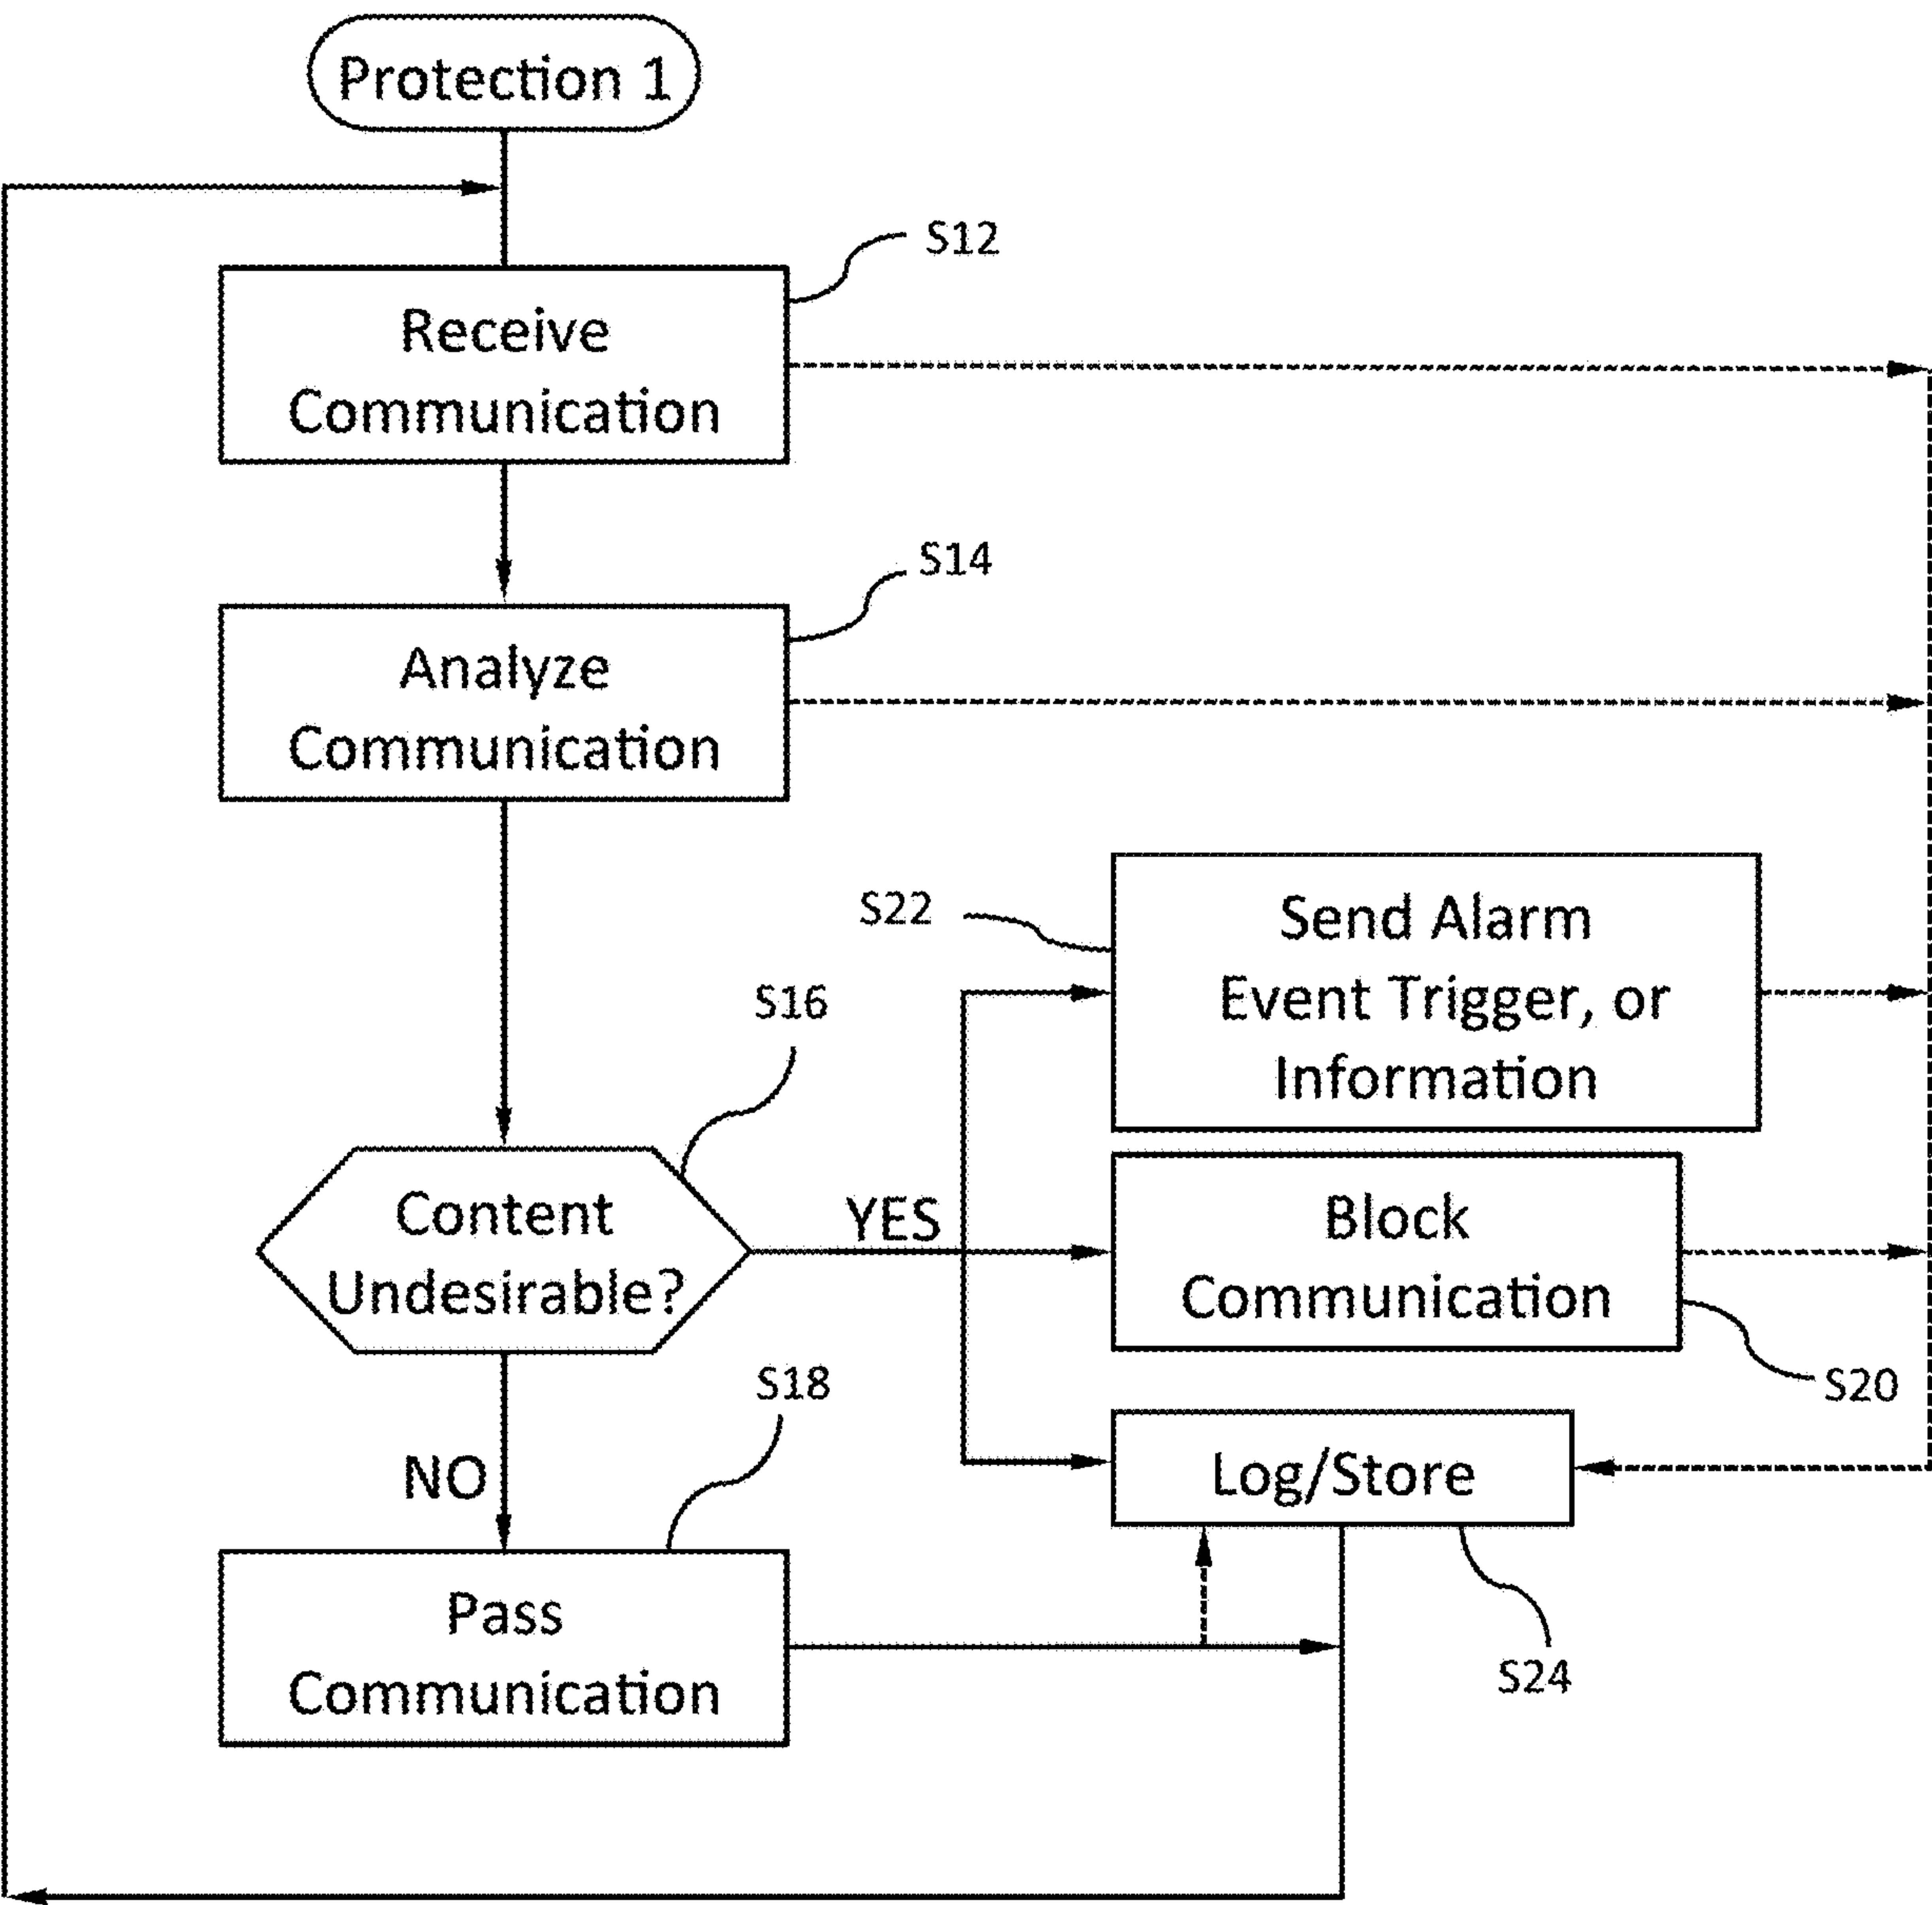 Protection 1
S12
Receive
Communication
S14
Analyze
Communication
S22
Send Alarm
Event Trigger, or
Information
S16
Content
Undesirable?
YES
Block
Communication
S20
S18
NO
Log/Store
Pass
Communication
S24